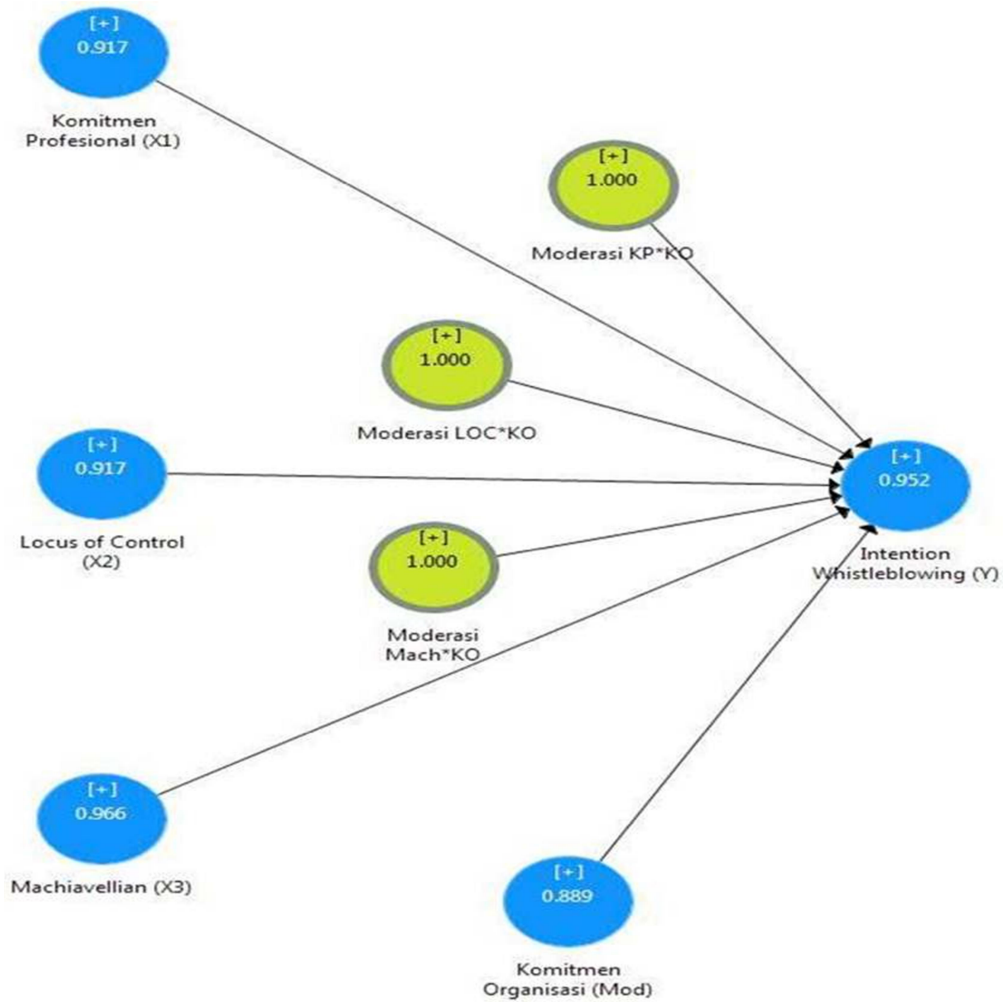 [+]
0.917
Komitmen
Profesional (X1)
[+]
1.000
Moderasi KP*KO
[+]
1.000
Moderasi LOC*KO
[+]
0.917
Locus of Control
(X2)
[+]
0.952
Intention
Whistleblowing (Y)
[+]
1.000
Moderasi
Mach*KO
[+]
0.966
Machiavellian (X3)
[+]
0.889
Komitmen
Organisasi (Mod)